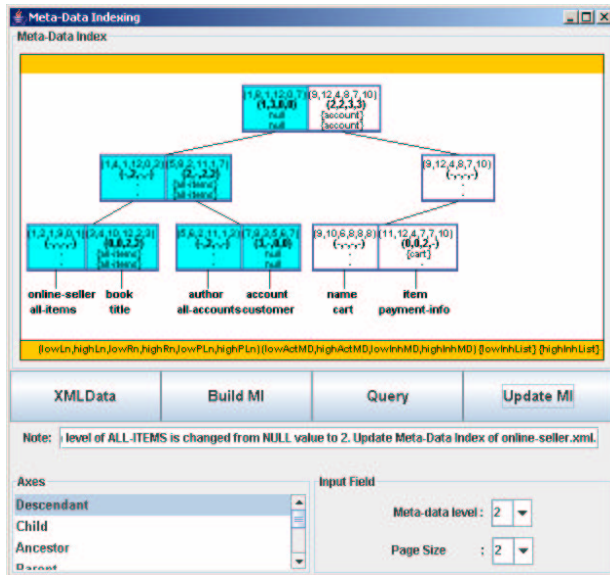 Meta-Data Indexing
Meta-Data Index
(1,8,1,12,0,7) (9,12,4,8,7,10)
(1,3,0,0) (2,2,3,3)
null {account}
null {account}
(1,4,1,12,0,2) (5,8,2,11,1,7) (9,12,4,8,7,10)
(-,2,-,-) (2,-,2,2) (-,-,-,-)
{all-items}
{all-items}
(1,2,1,9,0,1) (3,4,10,12,2,3) (5,6,2,11,1,2) (7,8,3,5,6,7) (9,10,6,8,8,8) (11,12,4,7,7,10)
(-,-,-,-) (0,0,2,2) (-,2,-,-) (3,-,0,0) (-,-,-,-) (0,0,2,-)
{all-items} null {cart}
{all-items} null
online-seller book author account name item
all-items title all-accounts customer cart payment-info
(lowLn,highLn,lowRn,highRn,lowPLn,highPLn)(lowActMD,highActMD,lowInhMD,highInhMD) {lowInhList} {highInhList}
XMLData Build MI Query Update MI
Note: level of ALL-ITEMS is changed from NULL value to 2. Update Meta-Data Index of online-seller.xml.
Axes Input Field
Descendant
Child
Ancestor
Parent
Meta-data level : 2
Page Size : 2